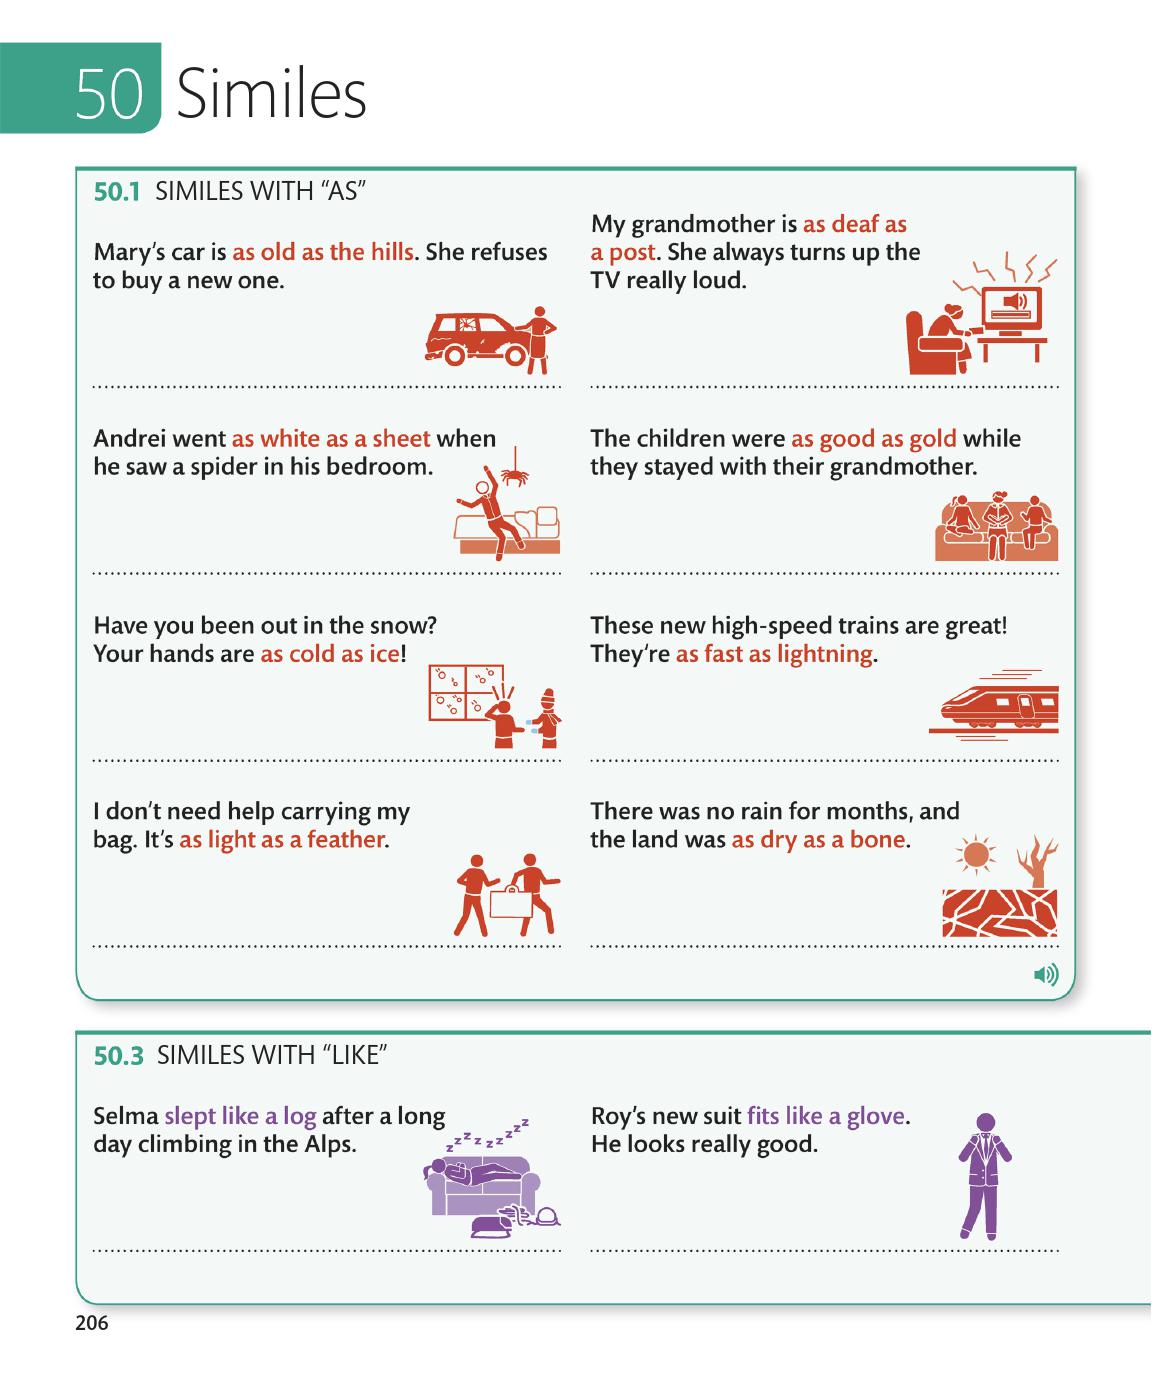 50 Similes
50.1 SIMILES WITH “AS”
Mary’s car is as old as the hills. She refuses
to buy a new one.
My grandmother is as deaf as
a post. She always turns up the
TV really loud.
Andrei went as white as a sheet when
he saw a spider in his bedroom.
The children were as good as gold while
they stayed with their grandmother.
Have you been out in the snow?
Your hands are as cold as ice!
These new high-speed trains are great!
They’re as fast as lightning.
I don’t need help carrying my
bag. It’s as light as a feather.
There was no rain for months, and
the land was as dry as a bone.
50.3 SIMILES WITH “LIKE”
Selma slept like a log after a long
day climbing in the Alps.
z z z z z z z z z
Roy’s new suit fits like a glove.
He looks really good.
206